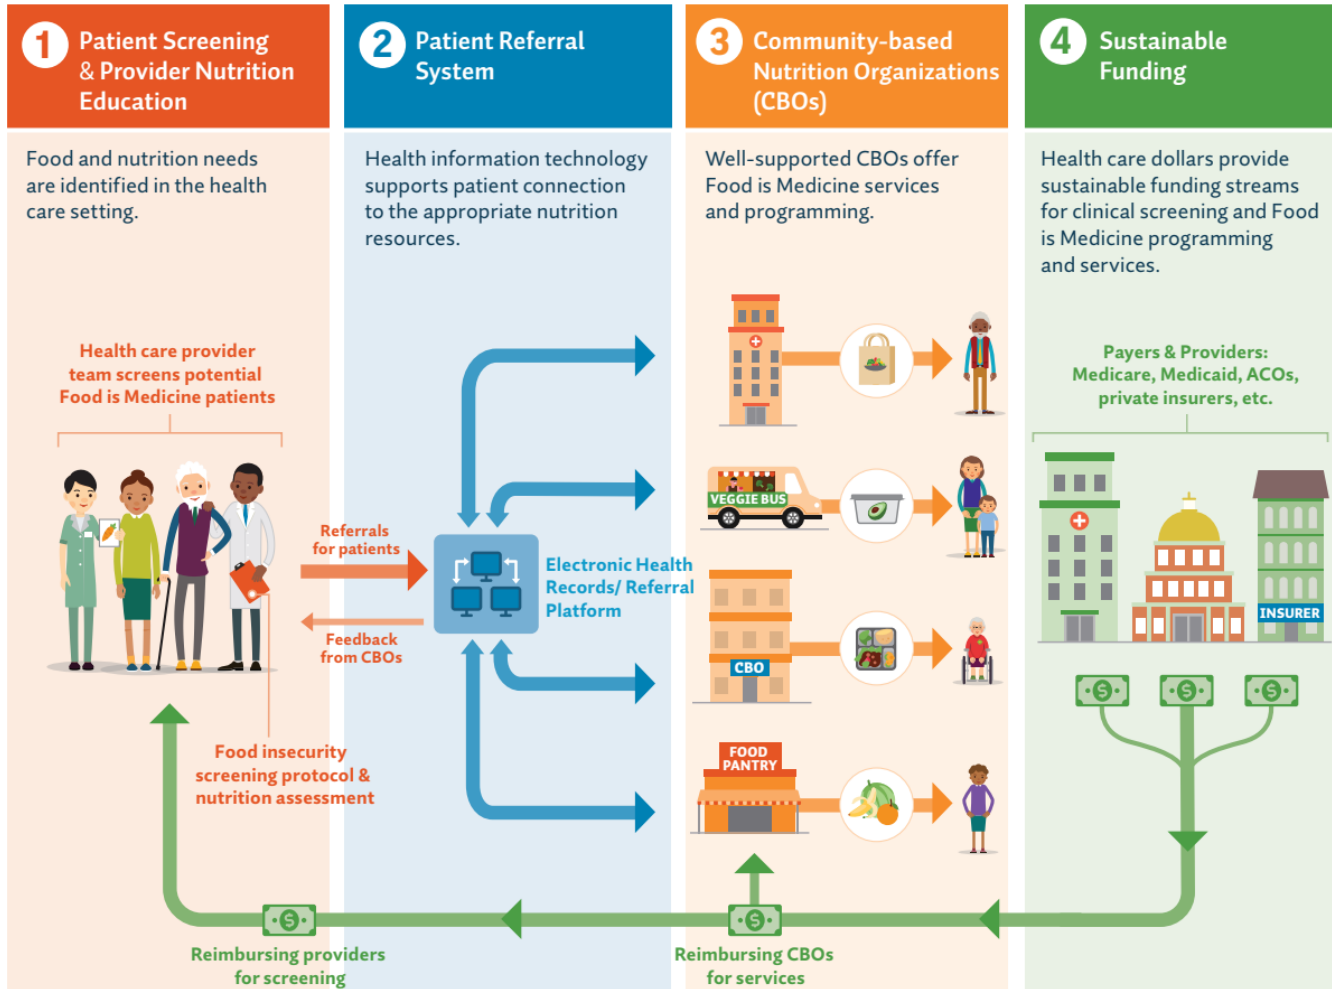 1
Patient Screening
& Provider Nutrition
Education
Food and nutrition needs
are identified in the health
care setting.
Health care provider
team screens potential
Food is Medicine patients
Referrals
for patients
Feedback
from CBOs
Food insecurity
screening protocol &
nutrition assessment
Reimbursing providers
for screening
2
Patient Referral
System
Health information technology
supports patient connection
to the appropriate nutrition
resources.
Electronic Health
Records/ Referral
Platform
3
Community-based
Nutrition Organizations
(CBOs)
Well-supported CBOs offer
Food is Medicine services
and programming.
VEGGIE BUS
CBO
FOOD
PANTRY
Reimbursing CBOs
for services
4
Sustainable
Funding
Health care dollars provide
sustainable funding streams
for clinical screening and Food
is Medicine programming
and services.
Payers & Providers:
Medicare, Medicaid, ACOs,
private insurers, etc.
INSURER
$ $ $
$
$